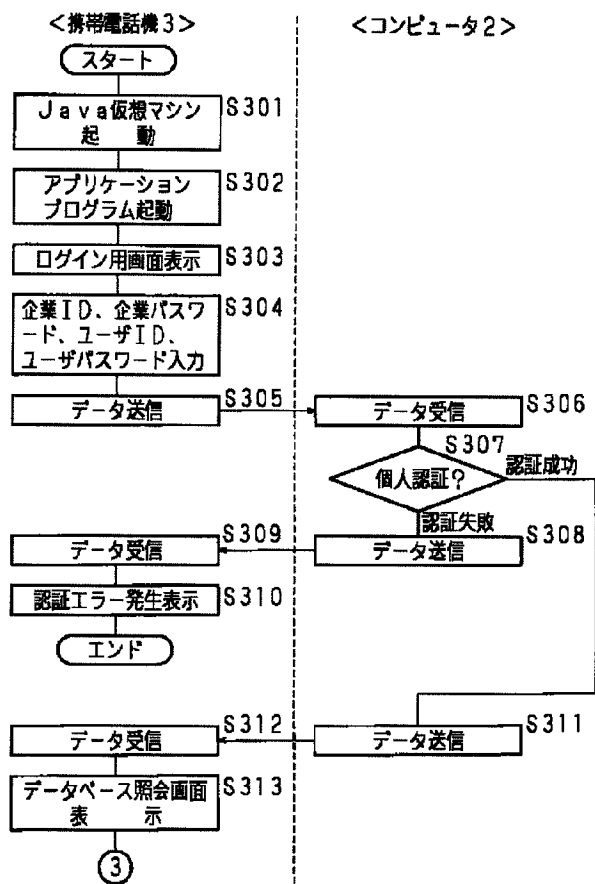 <携帯電話機3>
<コンピュータ2>
スタート
Java仮想マシン
起 動
S301
アプリケーション
プログラム起動
S302
ログイン用画面表示
S303
企業ID、企業パスワ
ード、ユーザID、
ユーザパスワード入力
S304
データ送信
S305
データ受信
S306
個人認証?
S307
認証成功
認証失敗
データ送信
S308
データ受信
S309
認証エラー発生表示
S310
エンド
データ送信
S311
データ受信
S312
データベース照会画面
表 示
S313
3